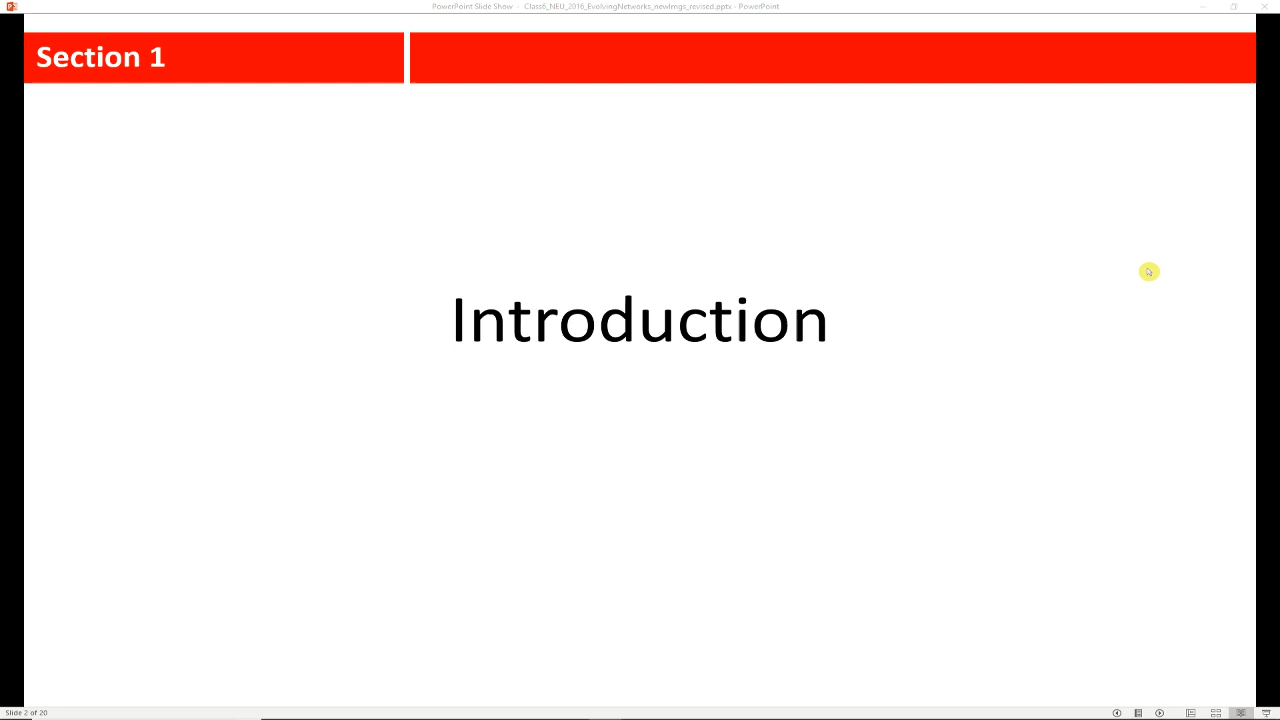 PowerPoint Slide Show - Class6_NEU_2016_EvolvingNetworks_newImgs_revised.pptx - PowerPoint
Section 1
Introduction
Slide 2 of 20